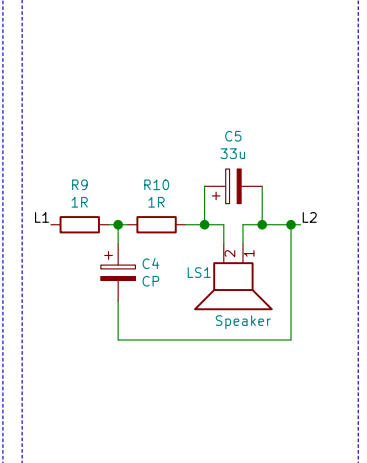 C5
33u
R9
1R
R10
1R
+
L1
L2
+
C4
CP
2
1
LS1
Speaker